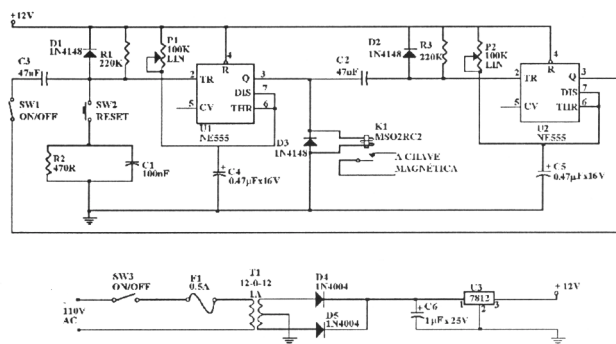 +12V
D1
1N4148
R1
220K
P1
100K
LIN
4
R
C3
47nF
2
TR
Q
3
DIS
7
THR
6
5
CV
U1
NE555
SW1
ON/OFF
SW2
RESET
R2
470R
C1
100nF
C4
0.47µFx16V
D3
1N4148
K1
MSO2RC2
A CHAVE
MAGNÉTICA
C2
47nF
D2
1N4148
R3
220K
P2
100K
LIN
4
R
2
TR
Q
3
DIS
7
THR
6
5
CV
U2
NE555
C5
0.47µFx16V
SW3
ON/OFF
F1
0.5A
T1
12-0-12
1A
110V
AC
D4
1N4004
D5
1N4004
C6
1µFx25V
U3
7812
1
2
3
+12V